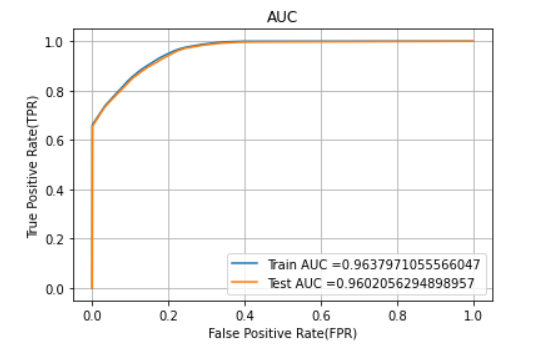 AUC
1.0
0.8
0.6
0.4
0.2
0.0
True Positive Rate(TPR)
Train AUC =0.9637971055566047
Test AUC =0.9602056294898957
0.0 0.2 0.4 0.6 0.8 1.0
False Positive Rate(FPR)